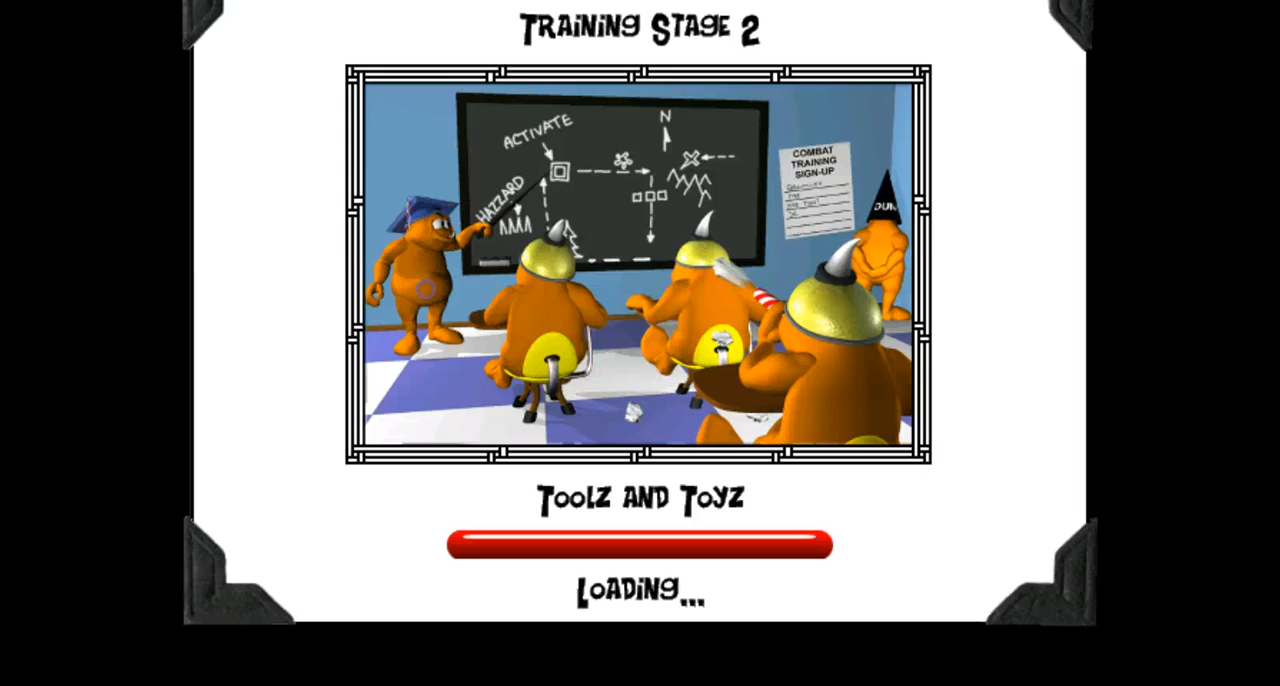 Training Stage 2
ACTIVATE
N
HAZZARD
COMBAT
TRAINING
SIGN-UP
Toolz and Toyz
Loading...